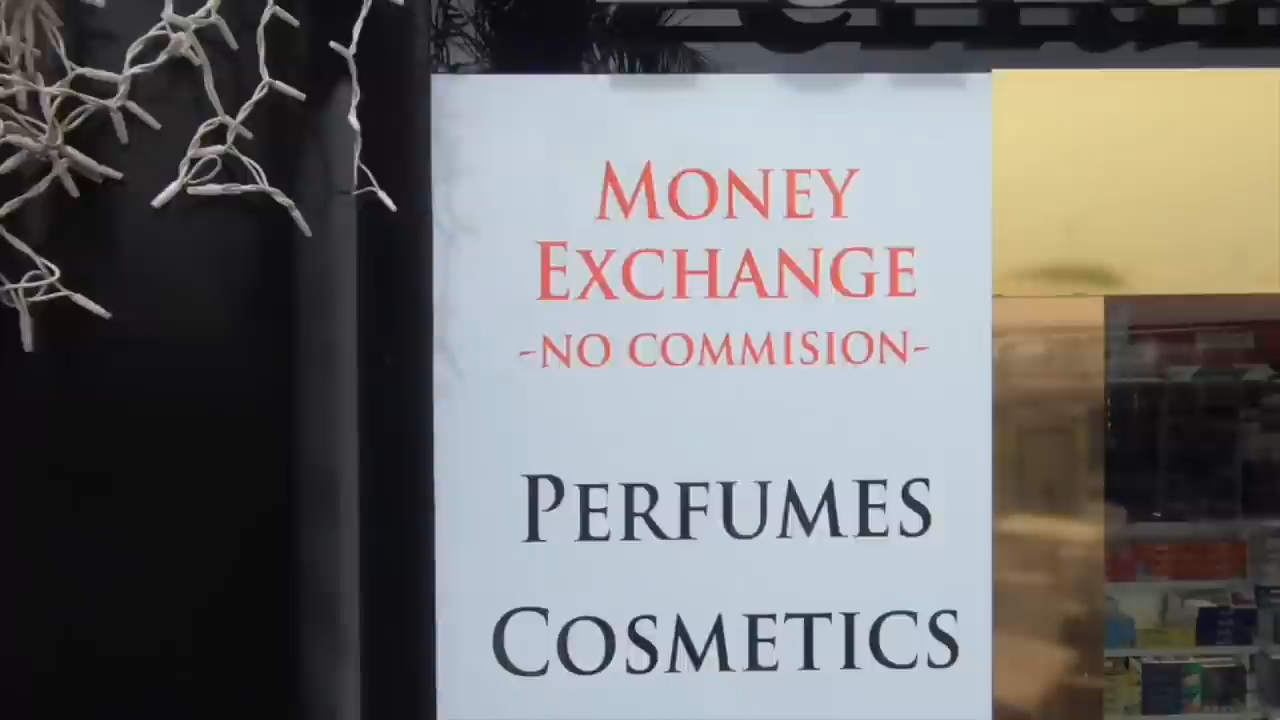 MONEY
EXCHANGE
-NO COMMISION-
PERFUMES
COSMETICS